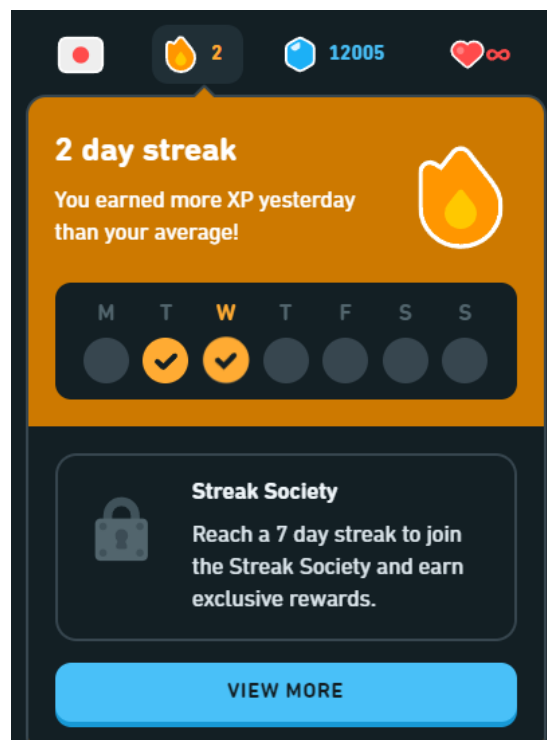 2 12005 ∞
2 day streak
You earned more XP yesterday
than your average!
M T W T F S S
Streak Society
Reach a 7 day streak to join
the Streak Society and earn
exclusive rewards.
VIEW MORE